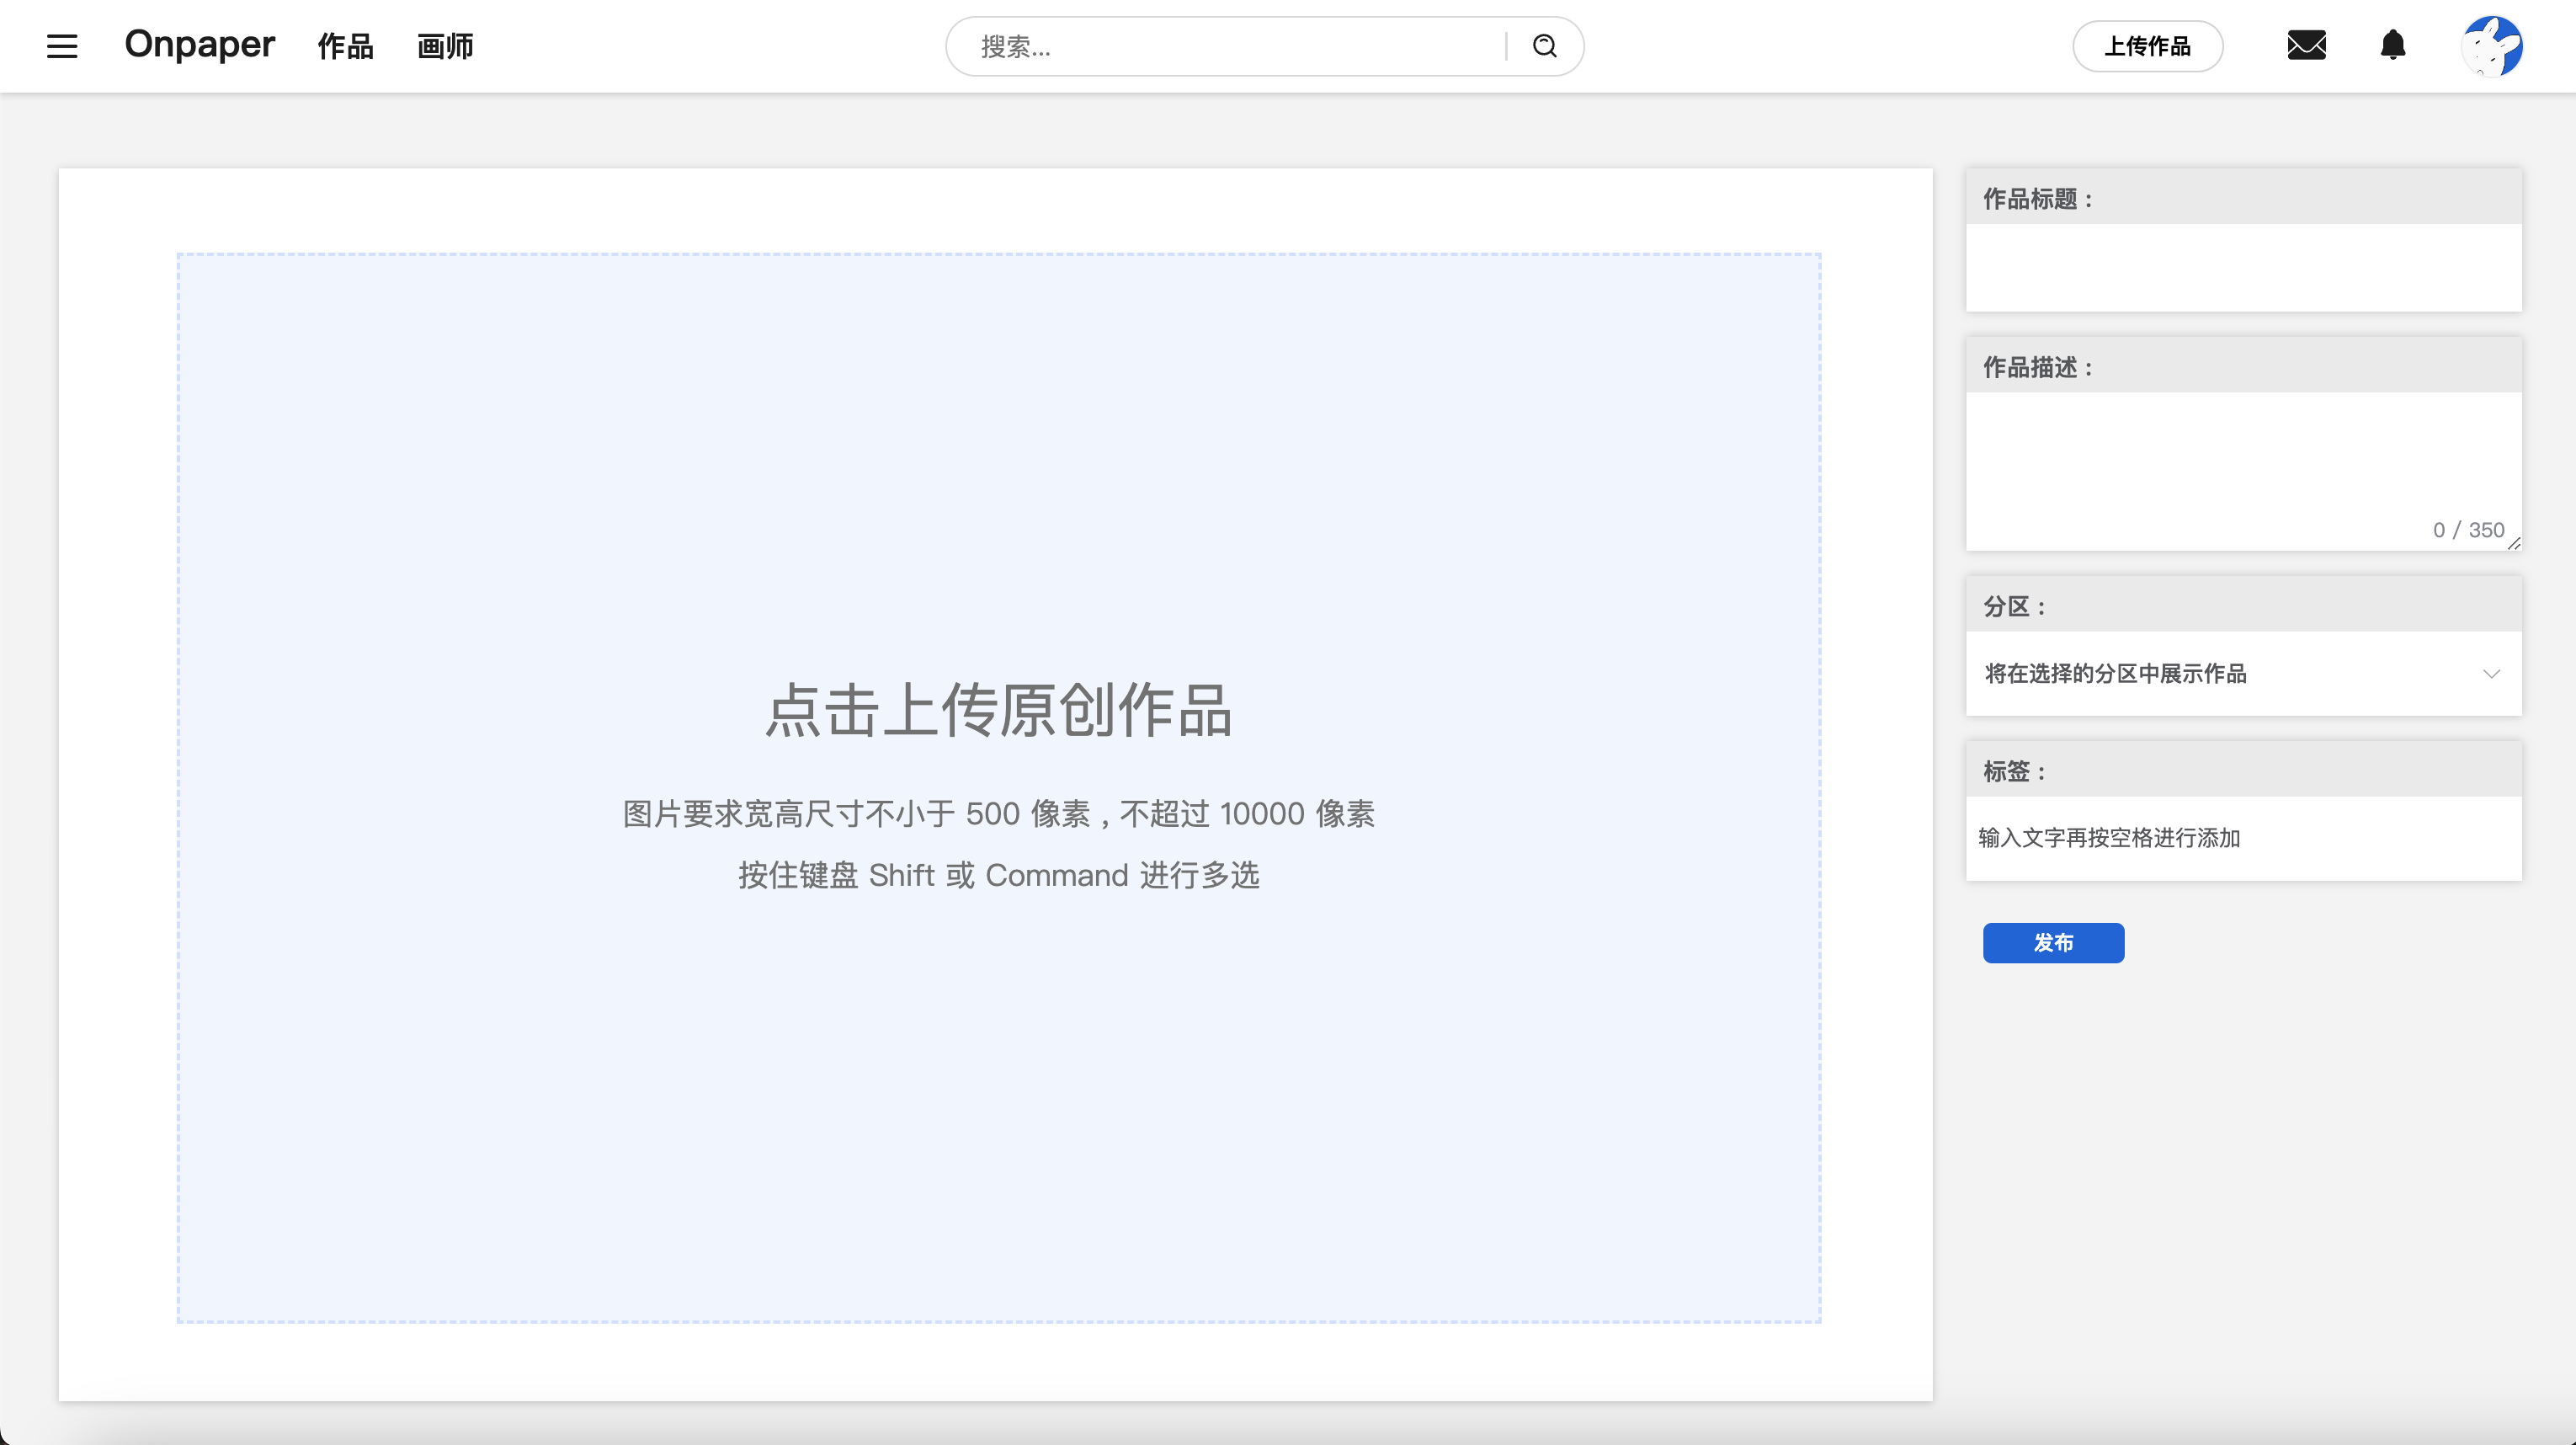 Onpaper 作品 画师
搜索...
上传作品
点击上传原创作品
图片要求宽高尺寸不小于 500 像素，不超过 10000 像素
按住键盘 Shift 或 Command 进行多选
作品标题：
作品描述：
0 / 350
分区：
将在选择的分区中展示作品
标签：
输入文字再按空格进行添加
发布